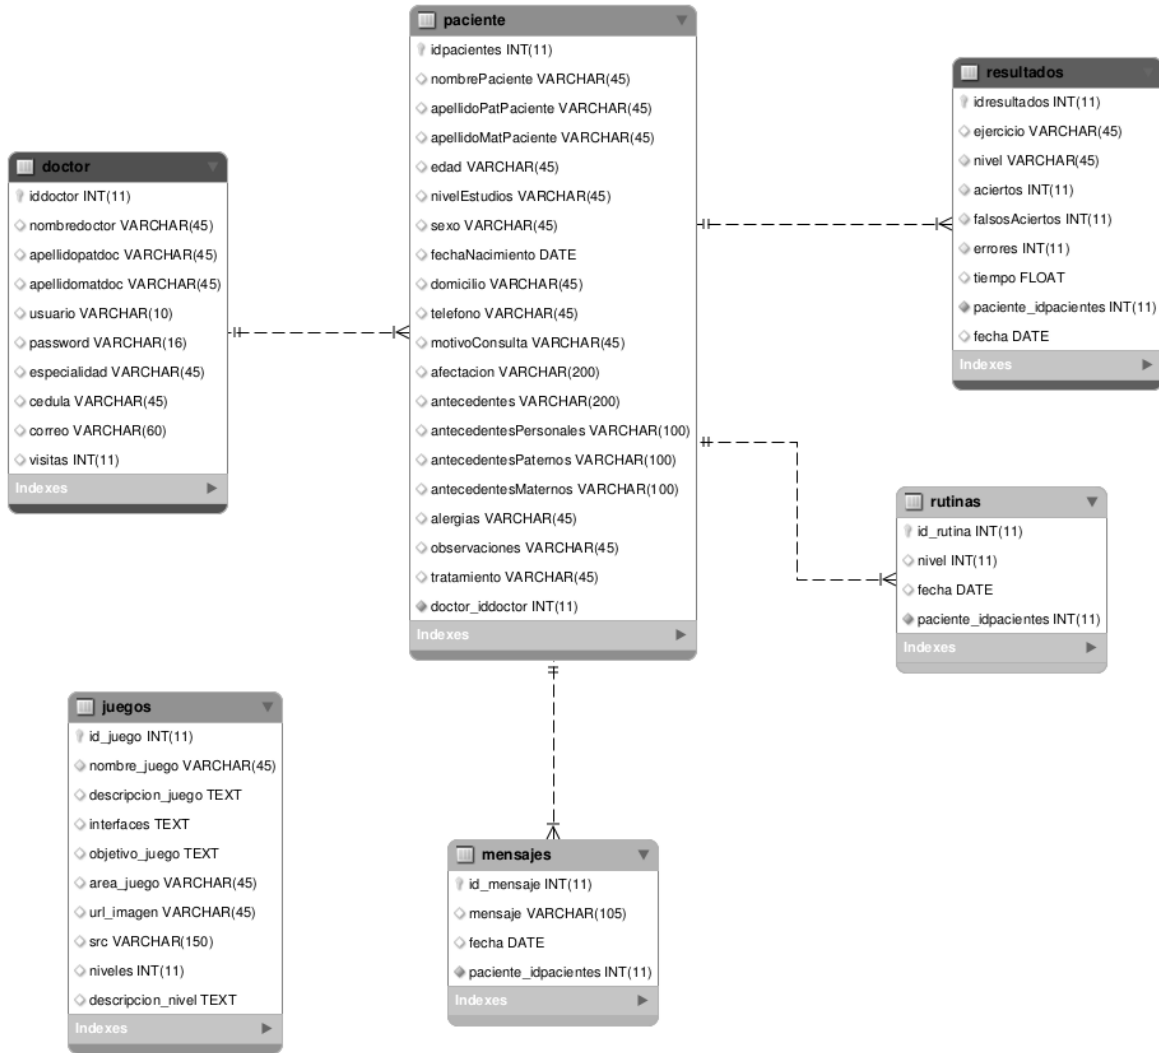 paciente
idpacientes INT(11)
nombrePaciente VARCHAR(45)
apellidoPatPaciente VARCHAR(45)
apellidoMatPaciente VARCHAR(45)
edad VARCHAR(45)
nivelEstudios VARCHAR(45)
sexo VARCHAR(45)
fechaNacimiento DATE
domicilio VARCHAR(45)
telefono VARCHAR(45)
motivoConsulta VARCHAR(45)
afectacion VARCHAR(200)
antecedentes VARCHAR(200)
antecedentesPersonales VARCHAR(100)
antecedentesPaternos VARCHAR(100)
antecedentesMaternos VARCHAR(100)
alergias VARCHAR(45)
observaciones VARCHAR(45)
tratamiento VARCHAR(45)
doctor_iddoctor INT(11)
Indexes
resultados
idresultados INT(11)
ejercicio VARCHAR(45)
nivel VARCHAR(45)
aciertos INT(11)
falsosAciertos INT(11)
errores INT(11)
tiempo FLOAT
paciente_idpacientes INT(11)
fecha DATE
Indexes
doctor
iddoctor INT(11)
nombredoctor VARCHAR(45)
apellidopatdoc VARCHAR(45)
apellidomatdoc VARCHAR(45)
usuario VARCHAR(10)
password VARCHAR(16)
especialidad VARCHAR(45)
cedula VARCHAR(45)
correo VARCHAR(60)
visitas INT(11)
Indexes
rutinas
id_rutina INT(11)
nivel INT(11)
fecha DATE
paciente_idpacientes INT(11)
Indexes
juegos
id_juego INT(11)
nombre_juego VARCHAR(45)
descripcion_juego TEXT
interfaces TEXT
objetivo_juego TEXT
area_juego VARCHAR(45)
url_imagen VARCHAR(45)
src VARCHAR(150)
niveles INT(11)
descripcion_nivel TEXT
Indexes
mensajes
id_mensaje INT(11)
mensaje VARCHAR(105)
fecha DATE
paciente_idpacientes INT(11)
Indexes